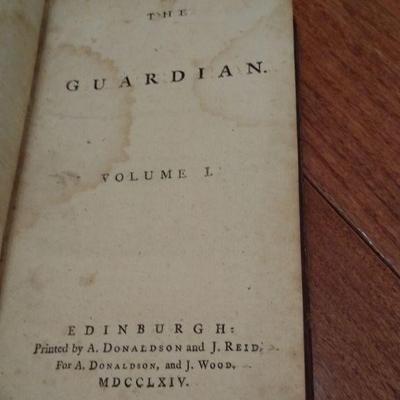 THE
GUARDIAN.
VOLUME I.
EDINBURGH:
Printed by A. DONALDSON and J. REID,
For A. DONALDSON, and J. WOOD,
MDCCLXIV.